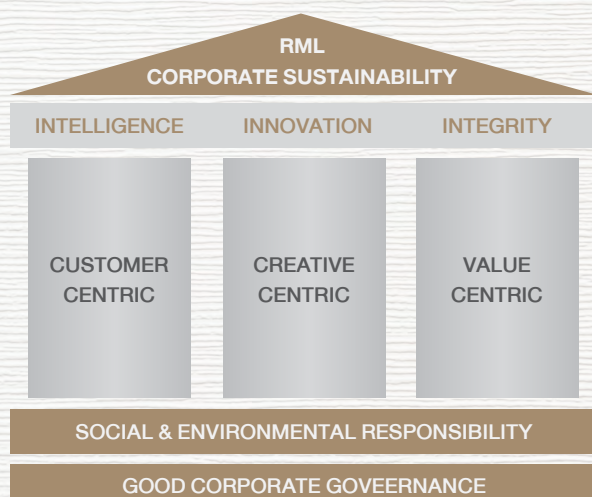 RML
CORPORATE SUSTAINABILITY
INTELLIGENCE INNOVATION INTEGRITY
CUSTOMER CENTRIC
CREATIVE CENTRIC
VALUE CENTRIC
SOCIAL & ENVIRONMENTAL RESPONSIBILITY
GOOD CORPORATE GOVEERNANCE